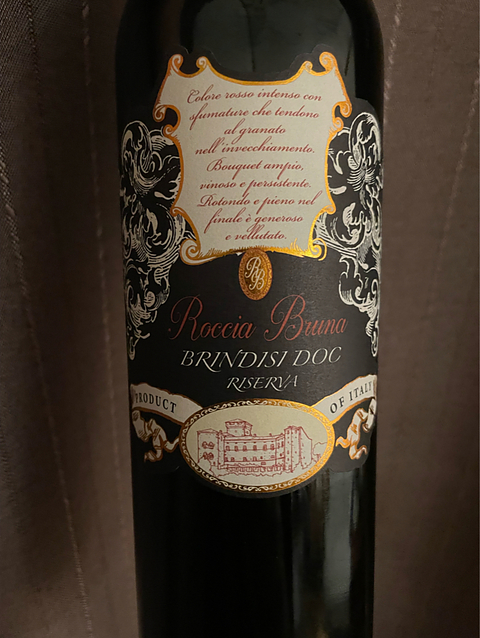 Colore rosso intenso con
sfumature che tendono
al granato
nell'invecchiamento.
Bouquet ampio,
vinoso e persistente.
Rotondo e pieno nel
finale è generoso
e vellutato.
RB
Roccia Bruna
BRINDISI DOC
RISERVA
PRODUCT OF ITALY